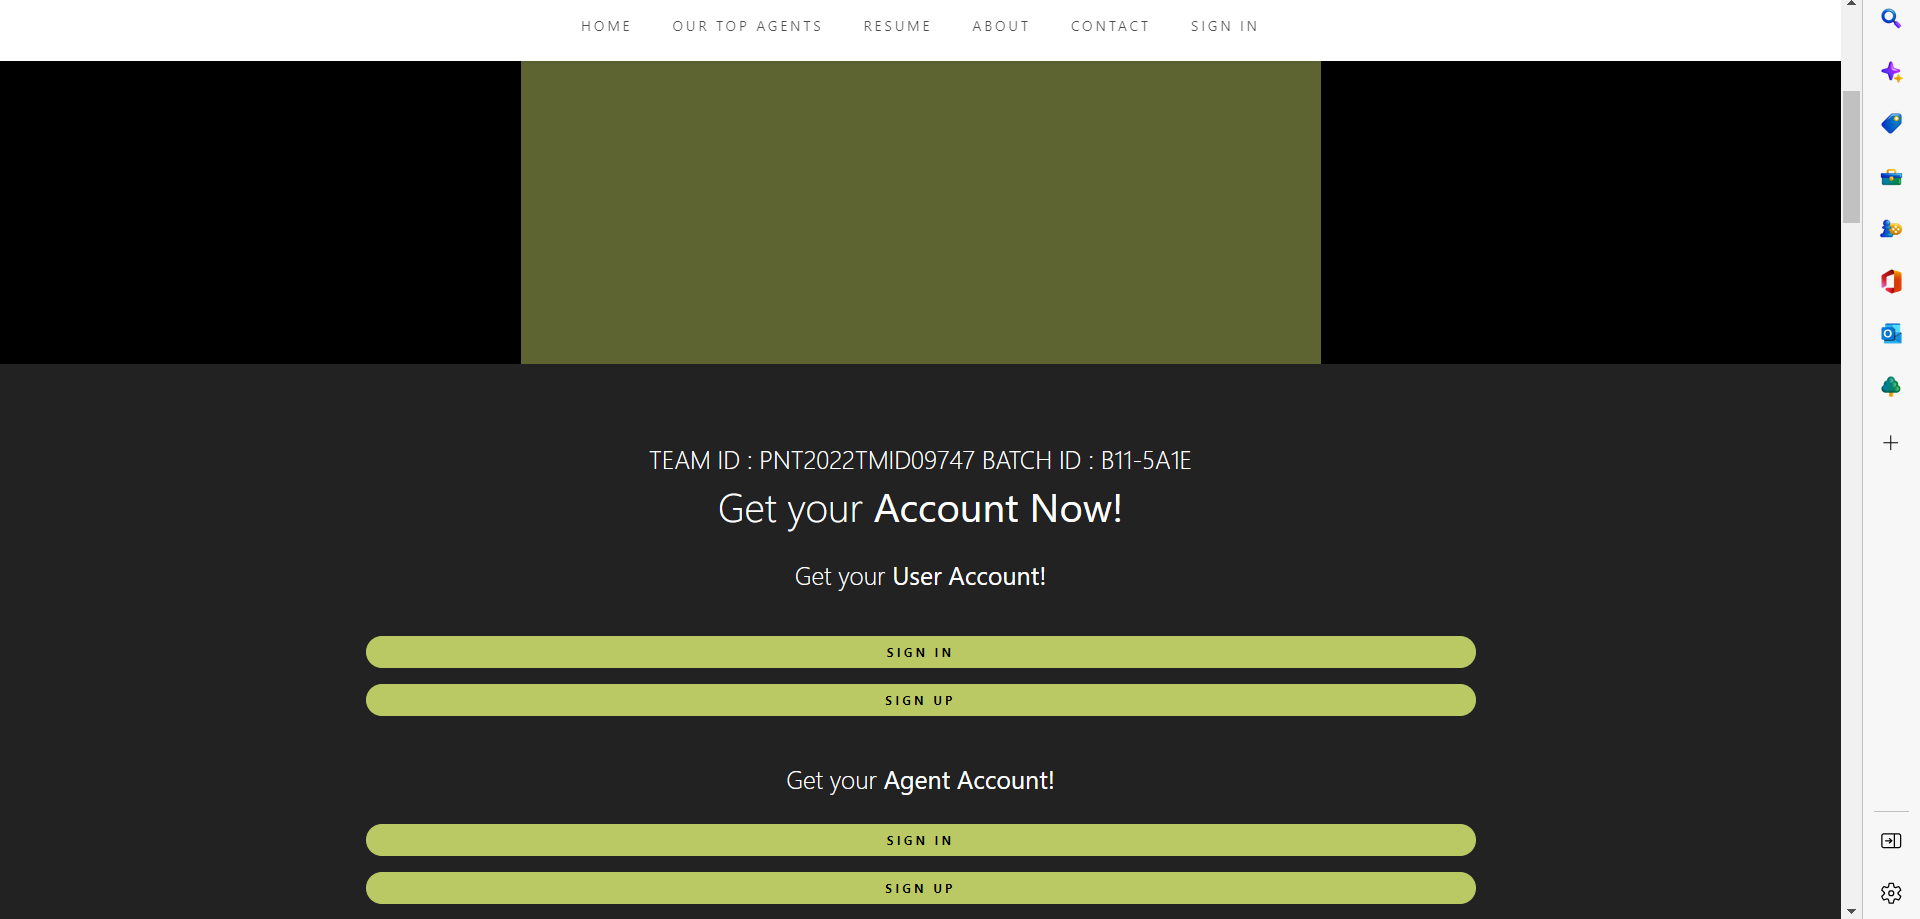 HOME OUR TOP AGENTS RESUME ABOUT CONTACT SIGN IN
TEAM ID : PNT2022TMID09747 BATCH ID : B11-5A1E
Get your Account Now!
Get your User Account!
SIGN IN
SIGN UP
Get your Agent Account!
SIGN IN
SIGN UP